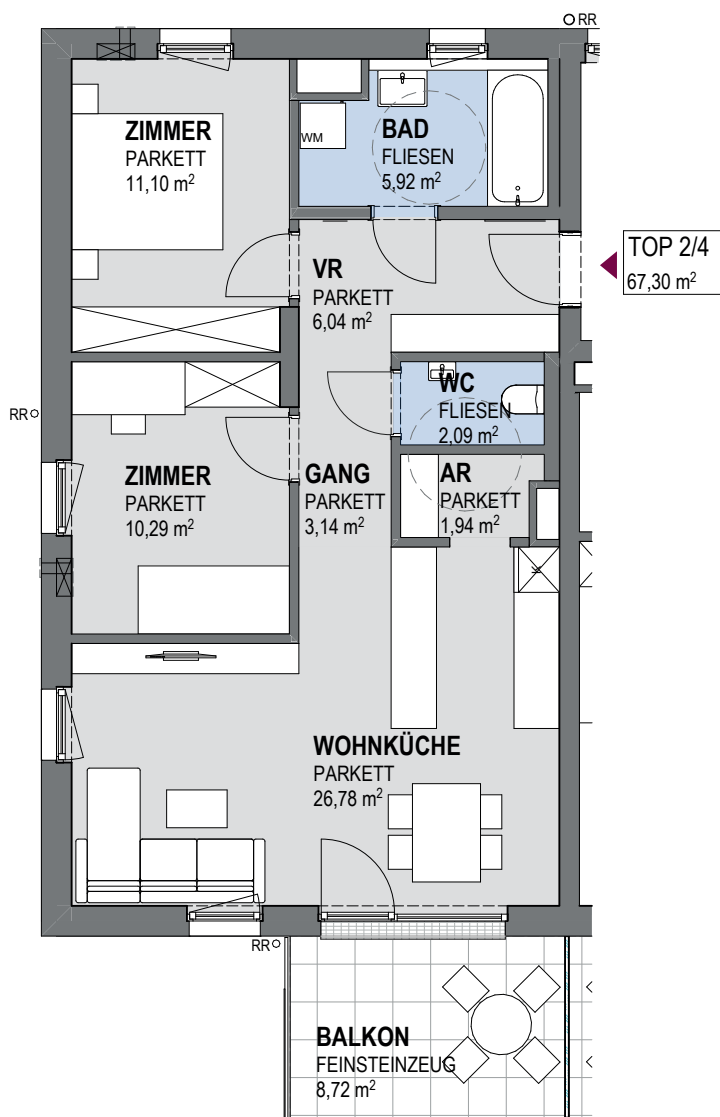 RR
ZIMMER
PARKETT
11,10 m²
WM
BAD
FLIESEN
5,92 m²
VR
PARKETT
6,04 m²
TOP 2/4
67,30 m²
RR
WC
FLIESEN
2,09 m²
ZIMMER
PARKETT
10,29 m²
GANG
PARKETT
3,14 m²
AR
PARKETT
1,94 m²
WOHNKÜCHE
PARKETT
26,78 m²
RR
BALKON
FEINSTEINZEUG
8,72 m²